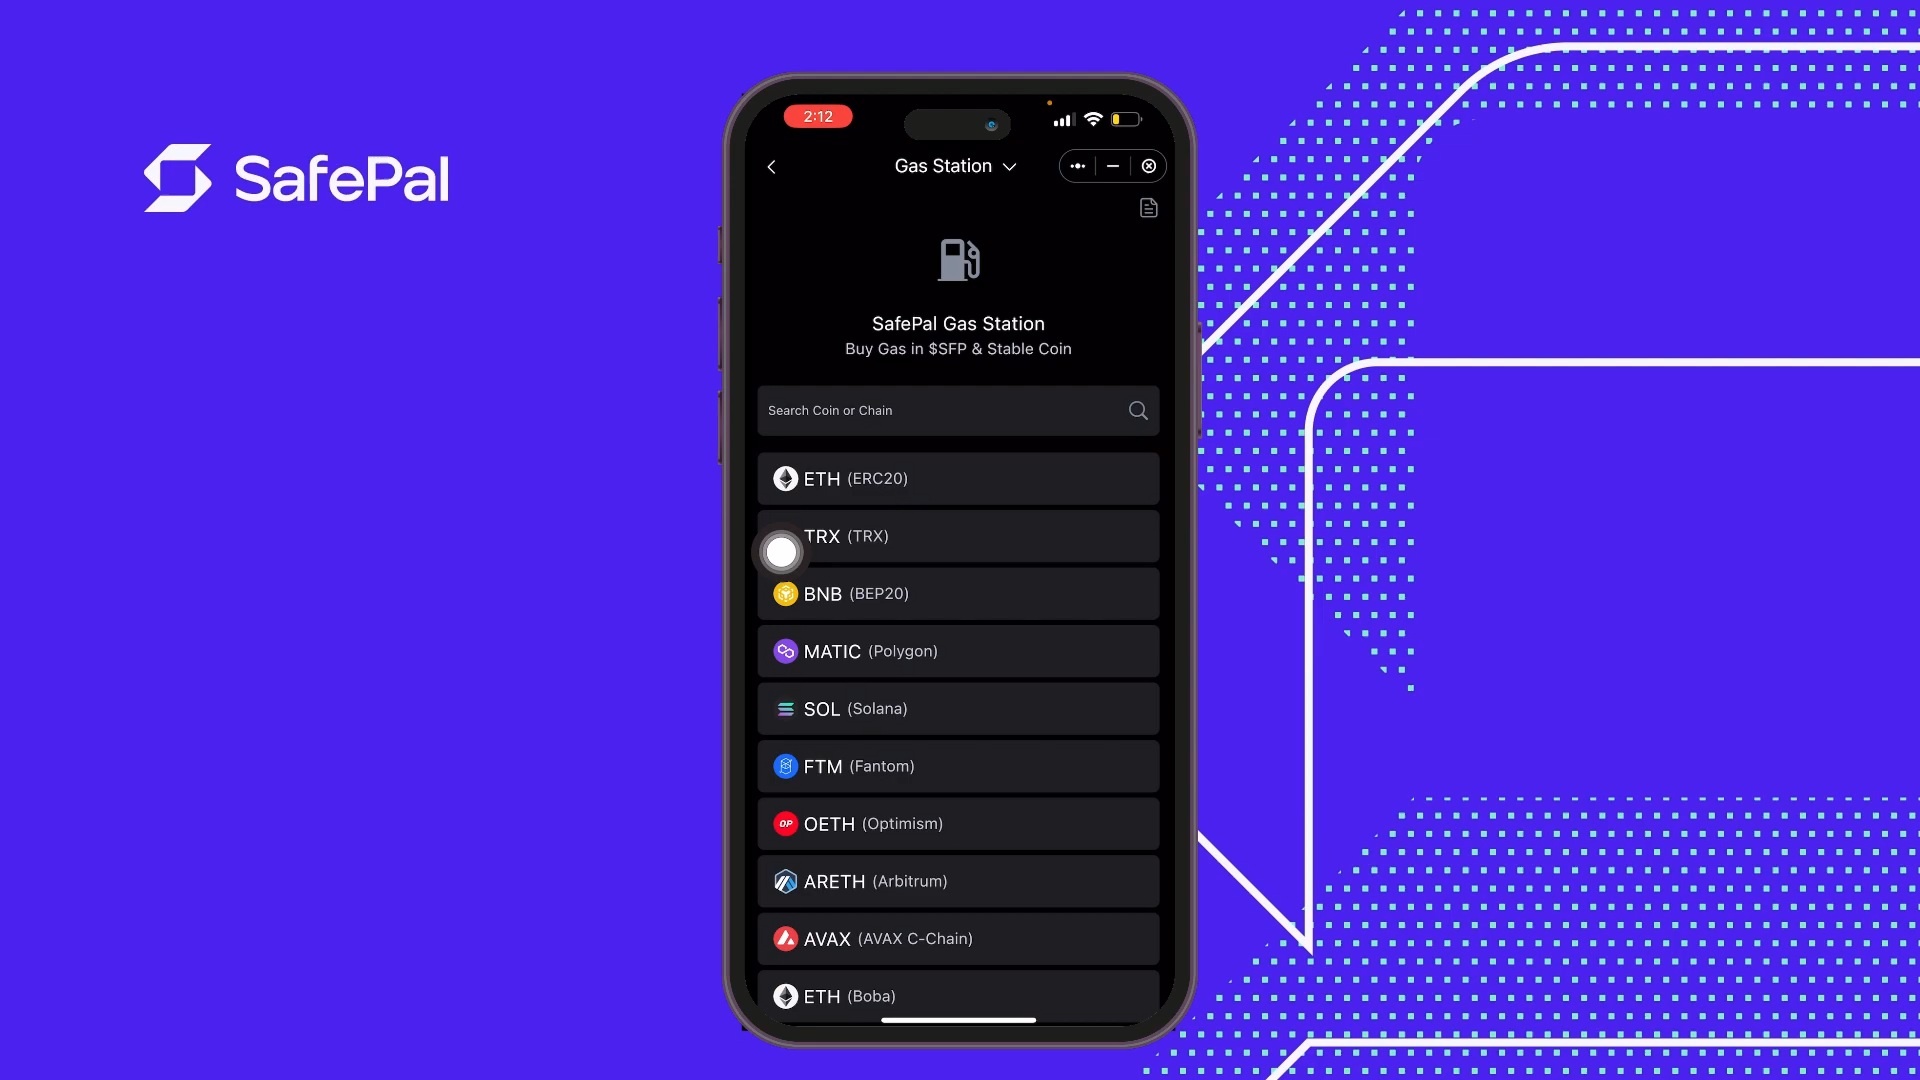 SafePal
2:12
Gas Station
SafePal Gas Station
Buy Gas in $SFP & Stable Coin
Search Coin or Chain
ETH (ERC20)
TRX (TRX)
BNB (BEP20)
MATIC (Polygon)
SOL (Solana)
FTM (Fantom)
OP OETH (Optimism)
ARETH (Arbitrum)
AVAX (AVAX C-Chain)
ETH (Boba)